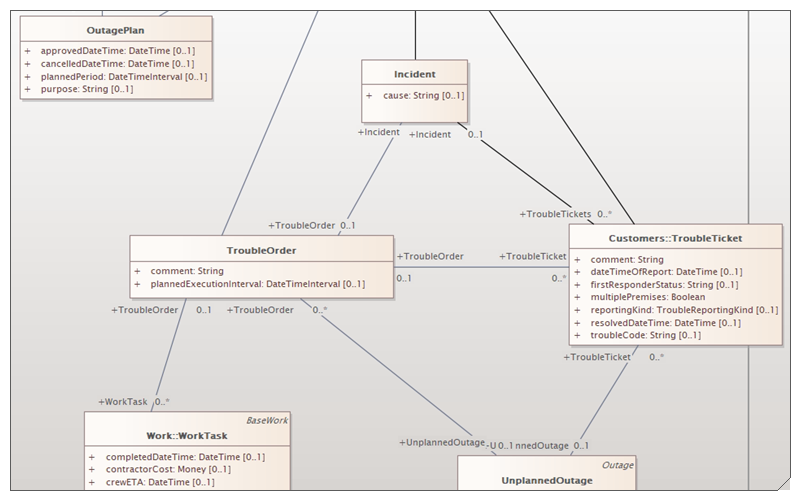 OutagePlan
+ approvedDateTime: DateTime [0..1]
+ cancelledDateTime: DateTime [0..1]
+ plannedPeriod: DateTimeInterval [0..1]
+ purpose: String [0..1]
Incident
+ cause: String [0..1]
+Incident
+Incident
0..1
+TroubleTickets 0..*
+TroubleOrder 0..1
TroubleOrder
+ comment: String
+ plannedExecutionInterval: DateTimeInterval [0..1]
+TroubleOrder
0..1
+TroubleTicket
0..*
Customers::TroubleTicket
+ comment: String
+ dateTimeOfReport: DateTime [0..1]
+ firstResponderStatus: String [0..1]
+ multiplePremises: Boolean
+ reportingKind: TroubleReportingKind [0..1]
+ resolvedDateTime: DateTime [0..1]
+ troubleCode: String [0..1]
+TroubleOrder 0..1
+TroubleOrder 0..*
+TroubleTicket 0..*
+WorkTask 0..*
BaseWork
Work::WorkTask
+ completedDateTime: DateTime [0..1]
+ contractorCost: Money [0..1]
+ crewETA: DateTime [0..1]
+UnplannedOutage
U 0..1 nnedOutage 0..1
Outage
UnplannedOutage